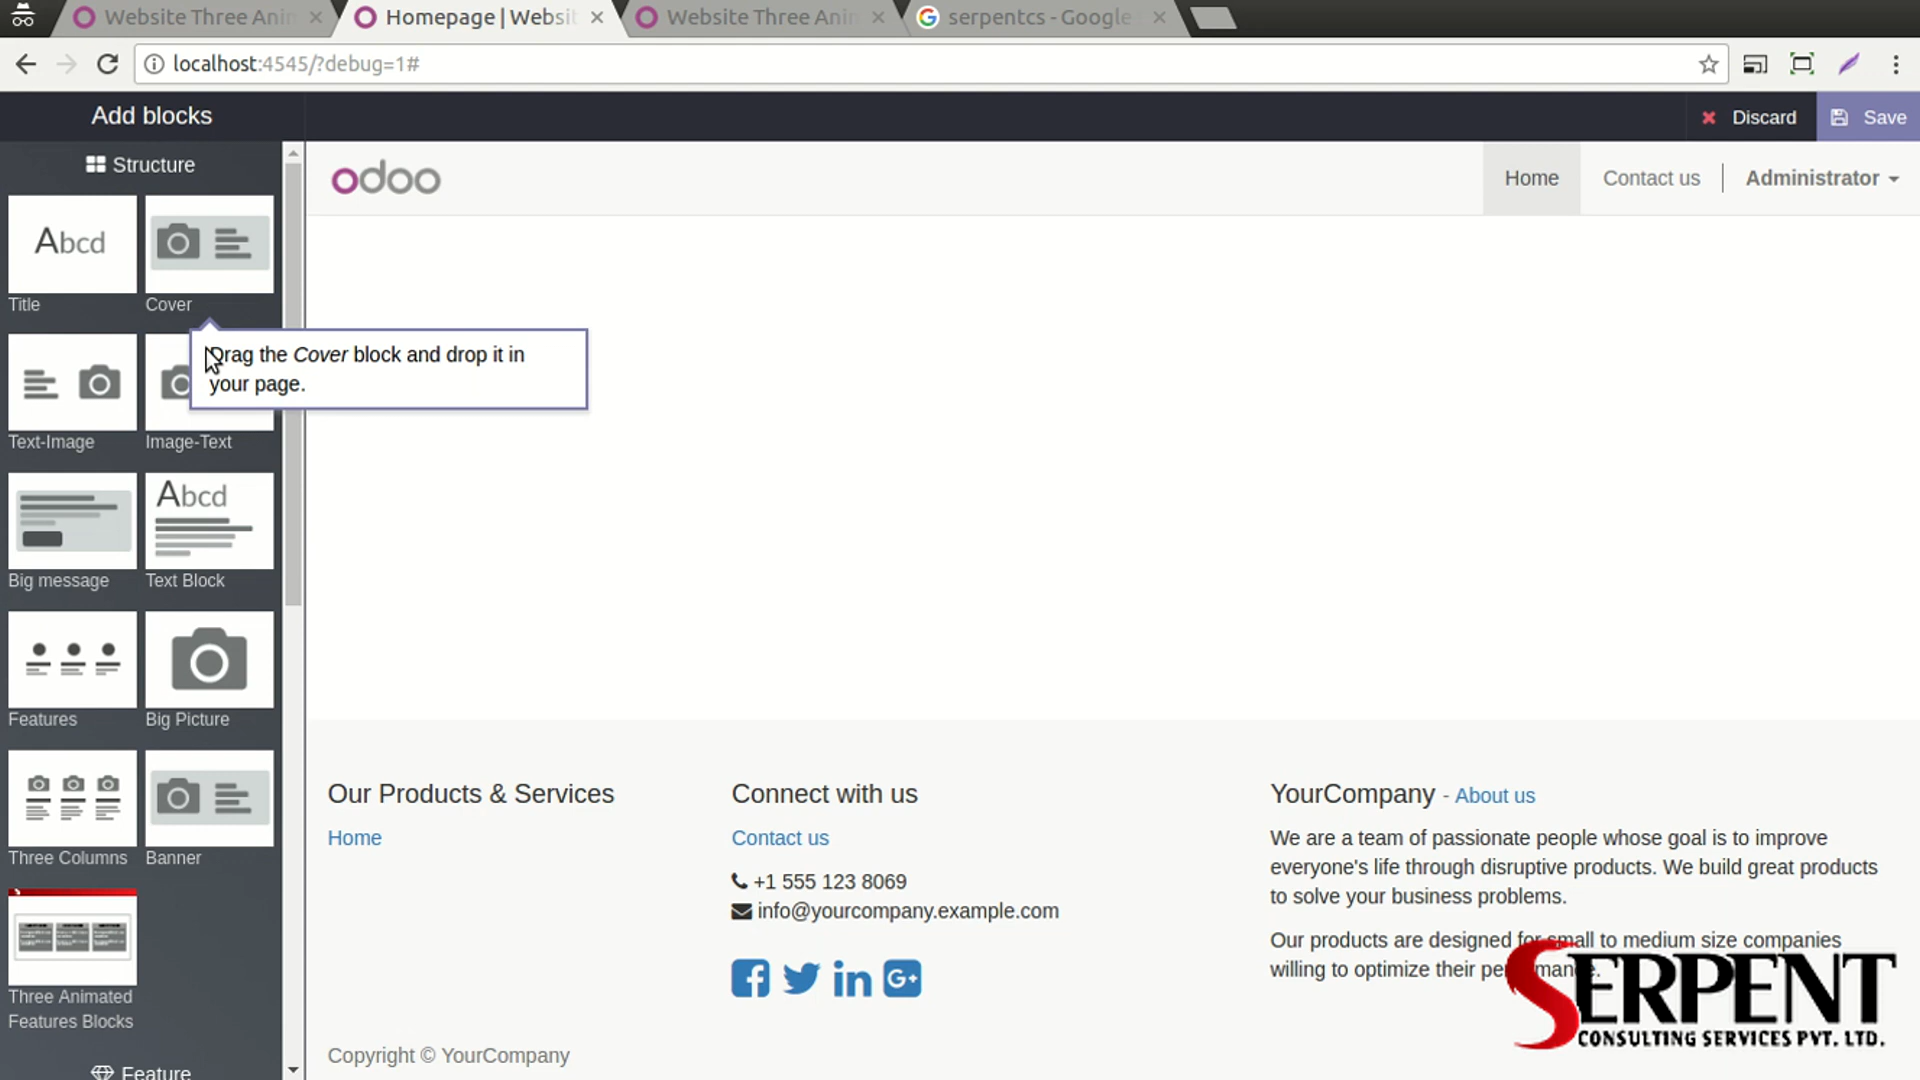 Website Three Anim
Homepage | Websit
Website Three Anim
serpentcs - Google
localhost:4545/?debug=1#
Add blocks
Discard
Save
Structure
odoo
Home
Contact us
Administrator
Abcd
Title
Cover
Drag the Cover block and drop it in
your page.
Text-Image
Image-Text
Abcd
Big message
Text Block
Features
Big Picture
Three Columns
Banner
Three Animated
Features Blocks
Feature
Our Products & Services
Home
Connect with us
Contact us
+1 555 123 8069
info@yourcompany.example.com
YourCompany - About us
We are a team of passionate people whose goal is to improve
everyone's life through disruptive products. We build great products
to solve your business problems.
Our products are designed for small to medium size companies
willing to optimize their performance.
Copyright © YourCompany
SERPENT
CONSULTING SERVICES PVT. LTD.